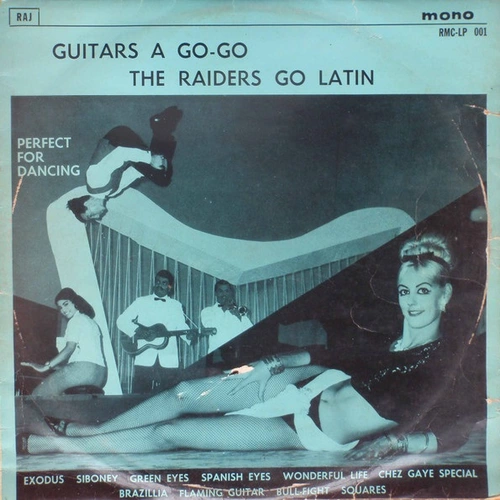 RAJ
mono
RMC-LP 001
GUITARS A GO-GO
THE RAIDERS GO LATIN
PERFECT
FOR
DANCING
EXODUS SIBONEY GREEN EYES SPANISH EYES WONDERFUL LIFE CHEZ GAYE SPECIAL
BRAZILLIA FLAMING GUITAR BULL-FIGHT SQUARES